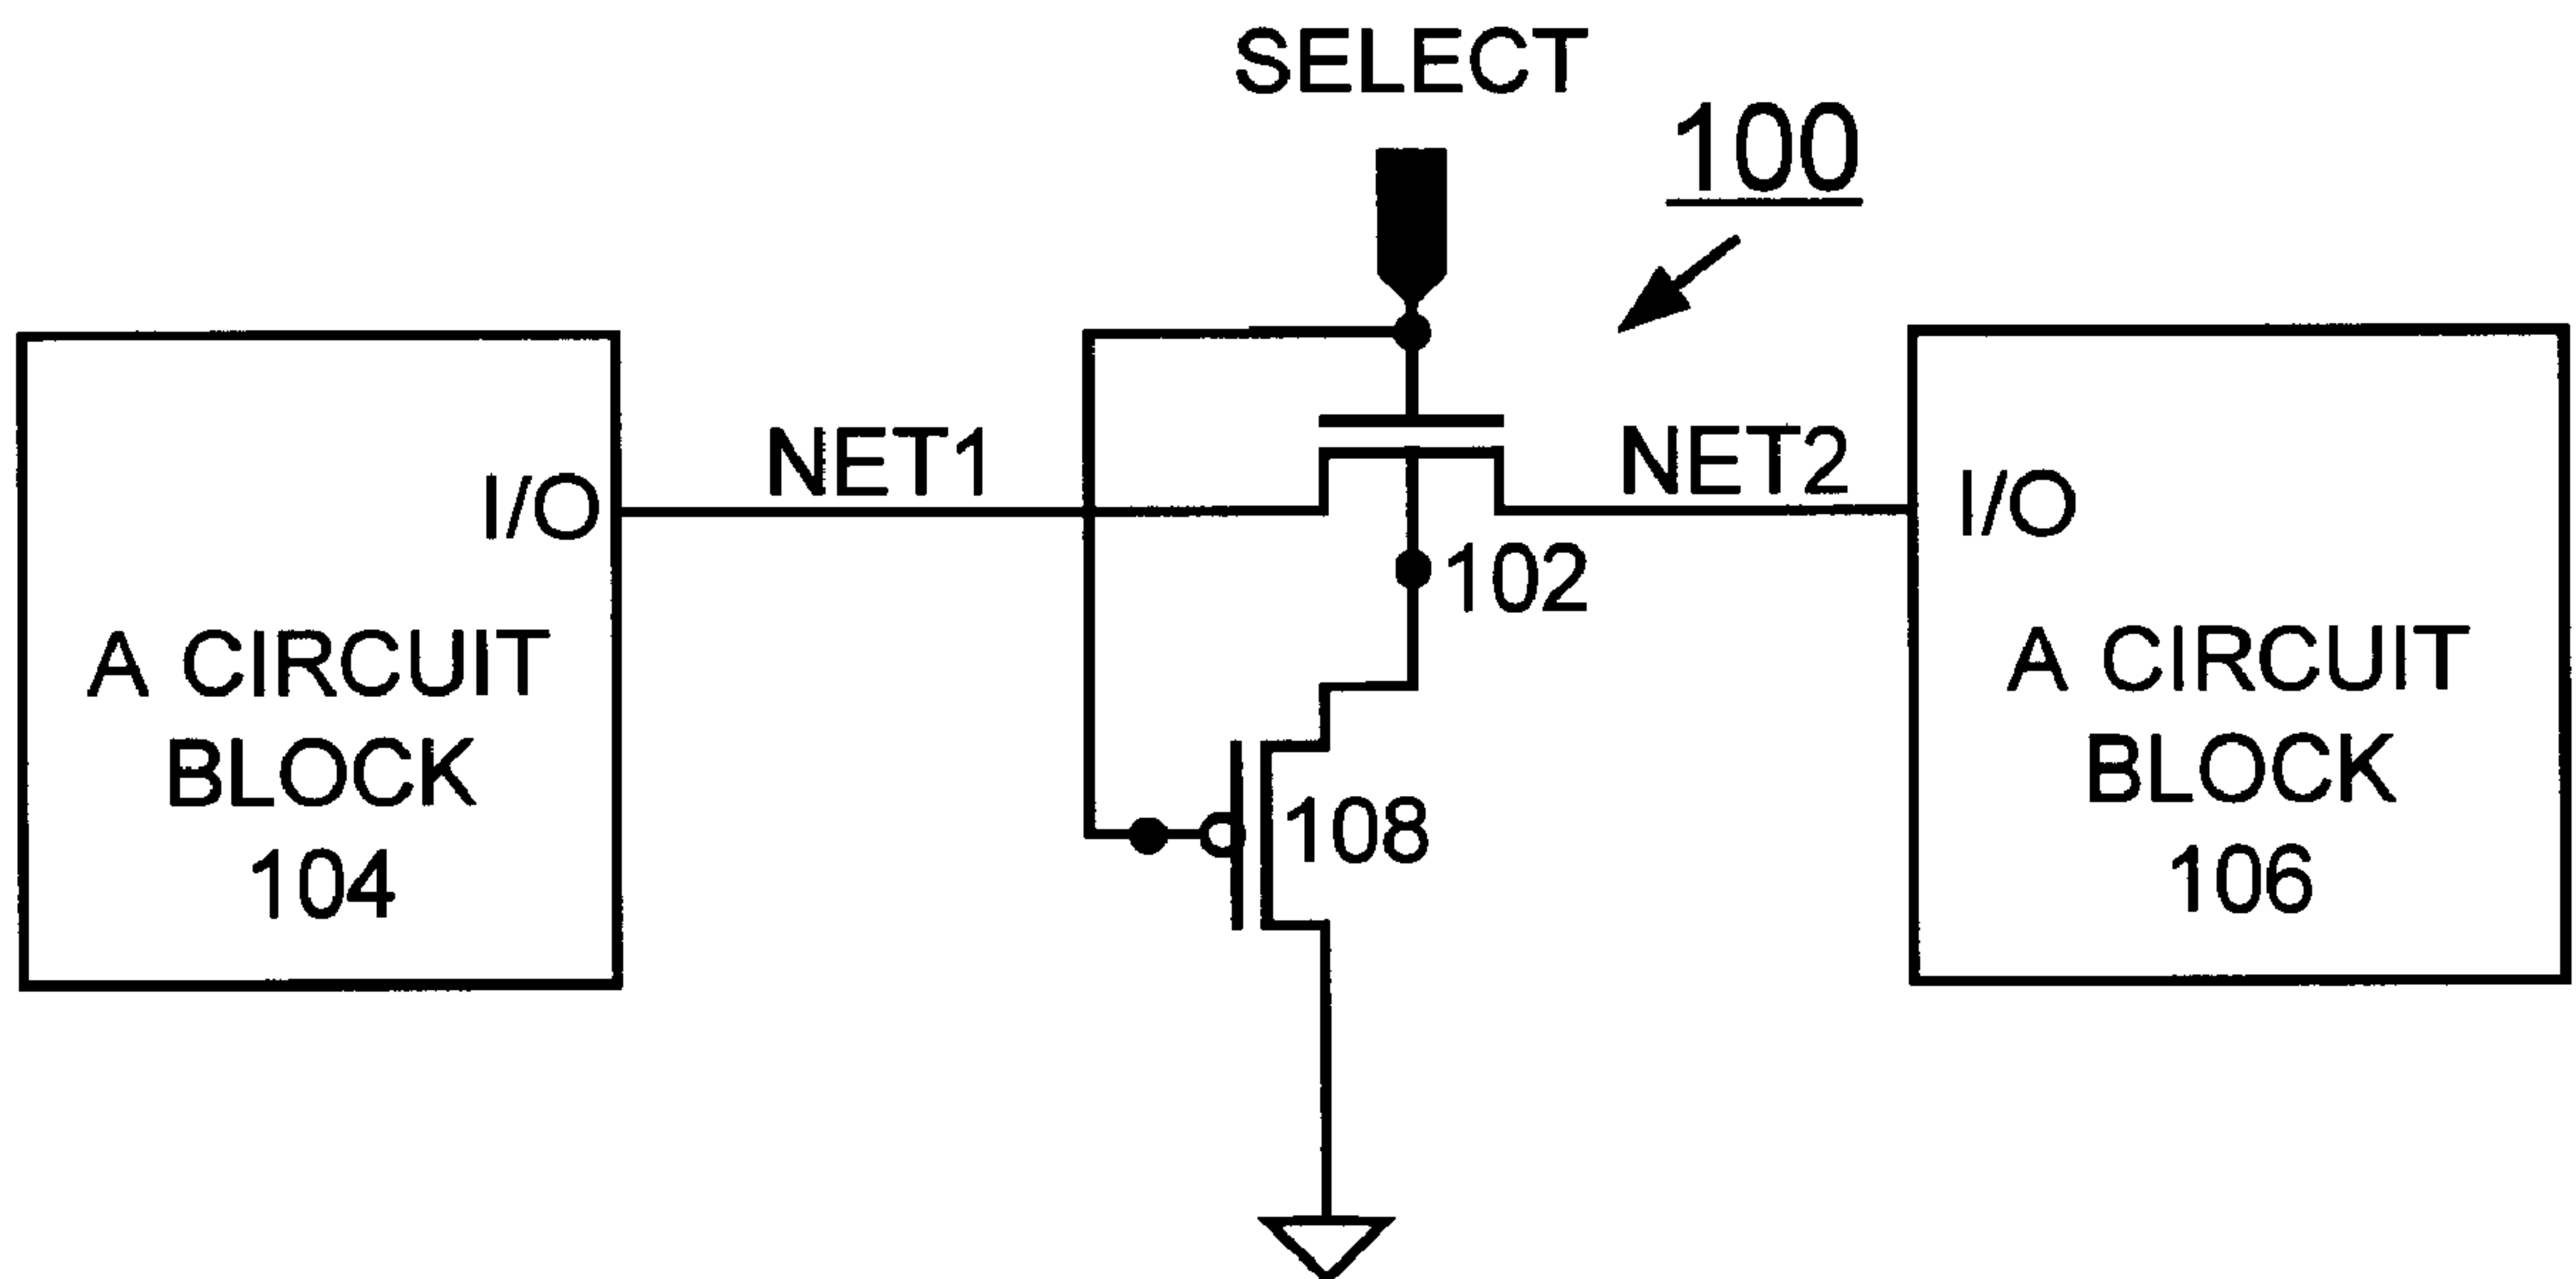 SELECT
100
NET1
NET2
I/O
I/O
102
A CIRCUIT
BLOCK
104
108
A CIRCUIT
BLOCK
106